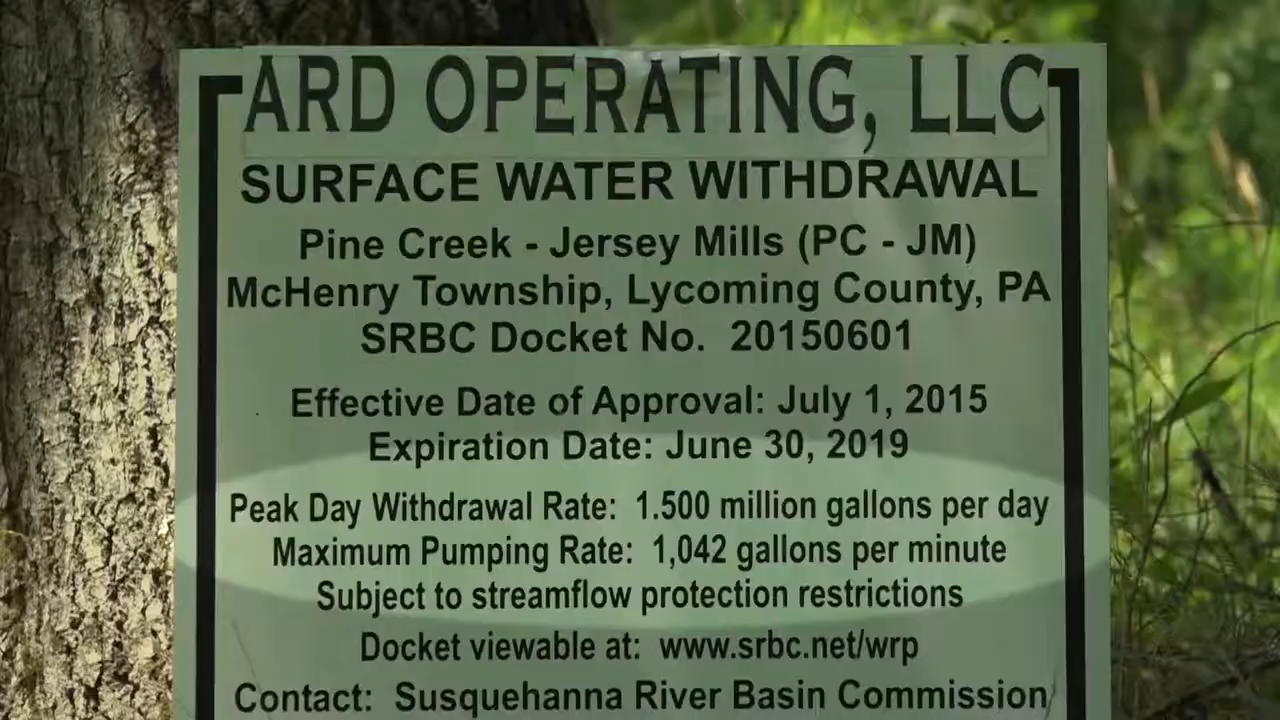 ARD OPERATING, LLC
SURFACE WATER WITHDRAWAL
Pine Creek - Jersey Mills (PC - JM)
McHenry Township, Lycoming County, PA
SRBC Docket No. 20150601
Effective Date of Approval: July 1, 2015
Expiration Date: June 30, 2019
Peak Day Withdrawal Rate: 1.500 million gallons per day
Maximum Pumping Rate: 1,042 gallons per minute
Subject to streamflow protection restrictions
Docket viewable at: www.srbc.net/wrp
Contact: Susquehanna River Basin Commission